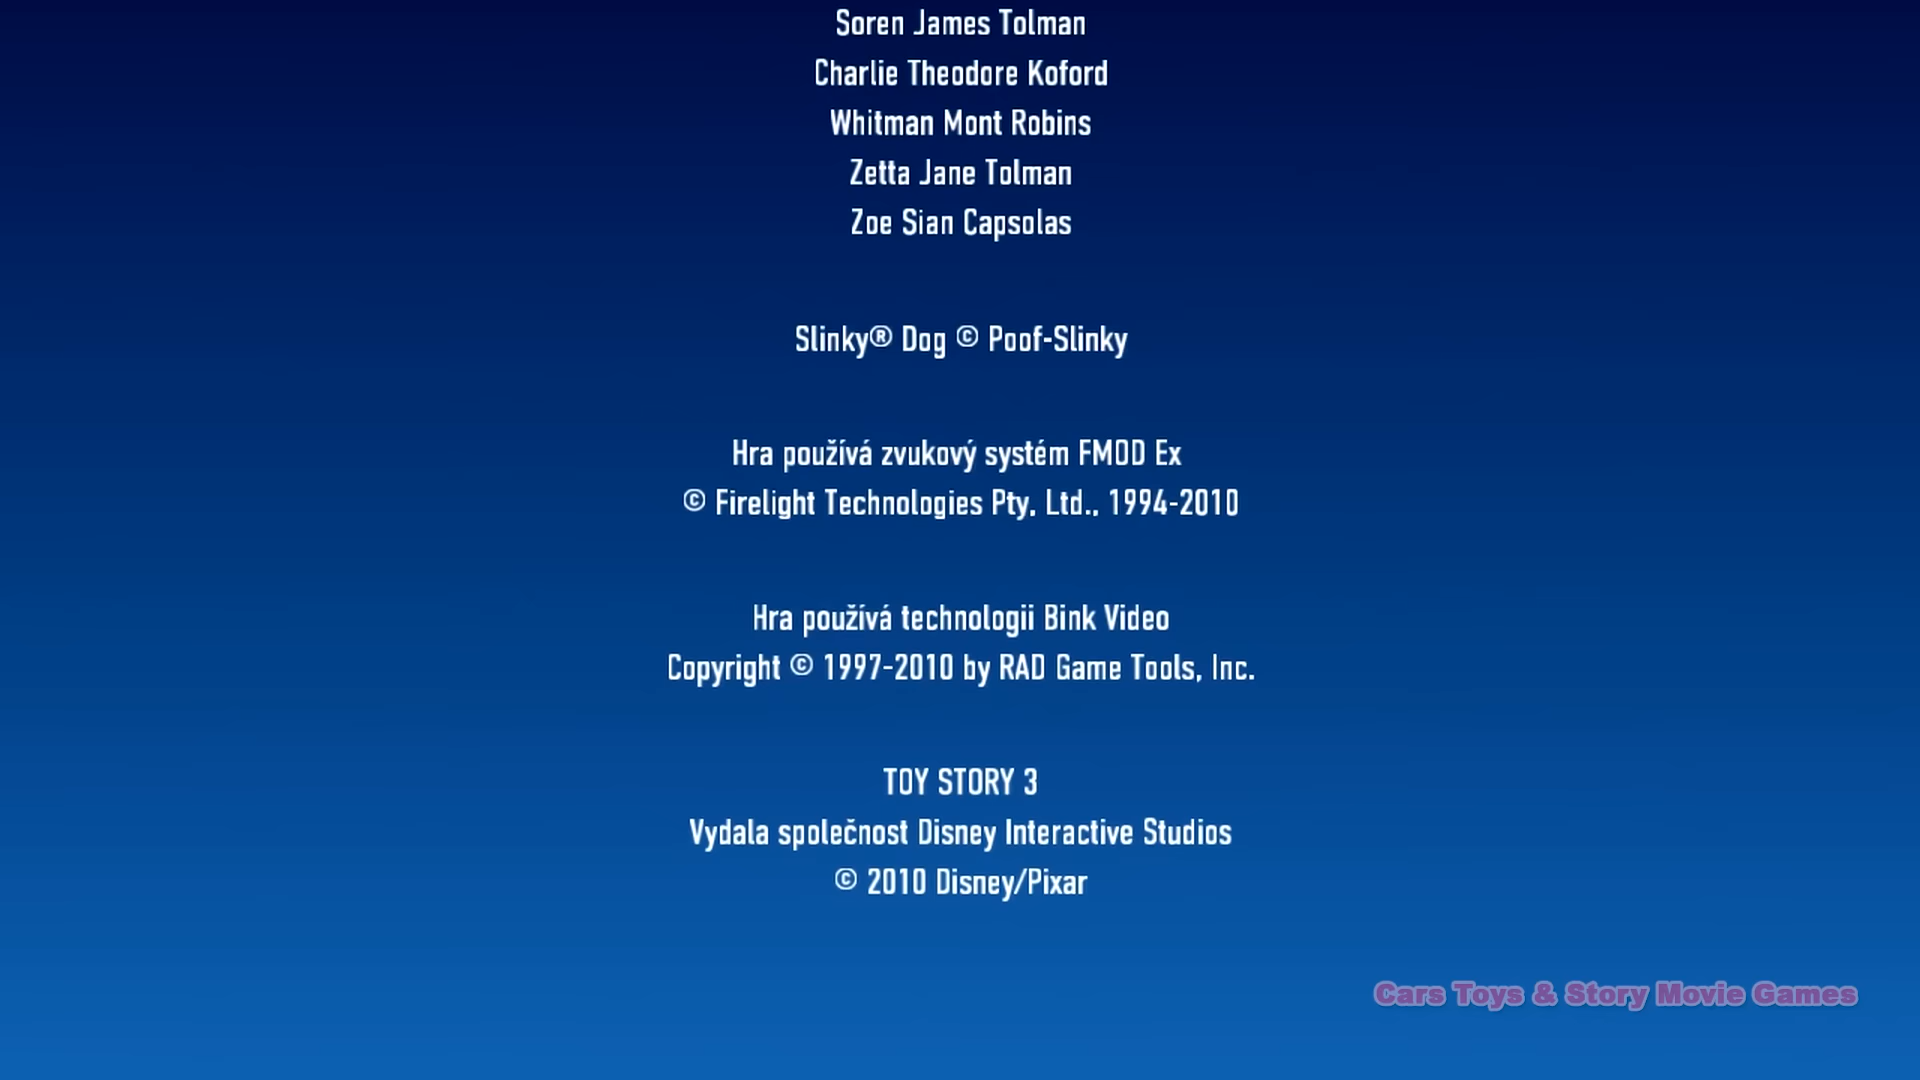 Soren James Tolman
Charlie Theodore Koford
Whitman Mont Robins
Zetta Jane Tolman
Zoe Sian Capsolas
Slinky® Dog © Poof-Slinky
Hra používá zvukový systém FMOD Ex
© Firelight Technologies Pty, Ltd., 1994-2010
Hra používá technologii Bink Video
Copyright © 1997-2010 by RAD Game Tools, Inc.
TOY STORY 3
Vydala společnost Disney Interactive Studios
© 2010 Disney/Pixar
Cars Toys & Story Movie Games